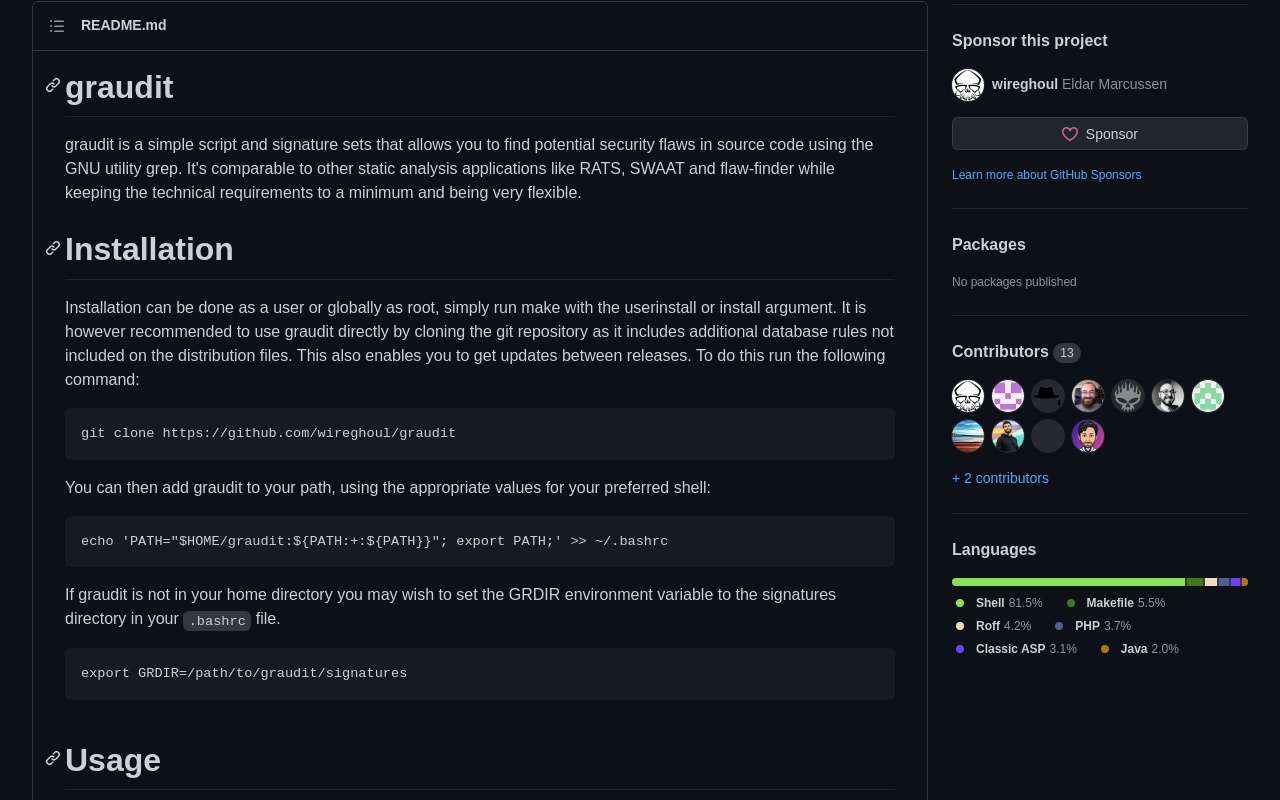 README.md
graudit
graudit is a simple script and signature sets that allows you to find potential security flaws in source code using the
GNU utility grep. It's comparable to other static analysis applications like RATS, SWAAT and flaw-finder while
keeping the technical requirements to a minimum and being very flexible.
Installation
Installation can be done as a user or globally as root, simply run make with the userinstall or install argument. It is
however recommended to use graudit directly by cloning the git repository as it includes additional database rules not
included on the distribution files. This also enables you to get updates between releases. To do this run the following
command:
git clone https://github.com/wireghoul/graudit
You can then add graudit to your path, using the appropriate values for your preferred shell:
echo 'PATH="$HOME/graudit:${PATH:+:${PATH}}"; export PATH;' >> ~/.bashrc
If graudit is not in your home directory you may wish to set the GRDIR environment variable to the signatures
directory in your .bashrc file.
export GRDIR=/path/to/graudit/signatures
Usage
Sponsor this project
wireghoul Eldar Marcussen
Sponsor
Learn more about GitHub Sponsors
Packages
No packages published
Contributors 13
+ 2 contributors
Languages
Shell 81.5% Makefile 5.5%
Roff 4.2% PHP 3.7%
Classic ASP 3.1% Java 2.0%